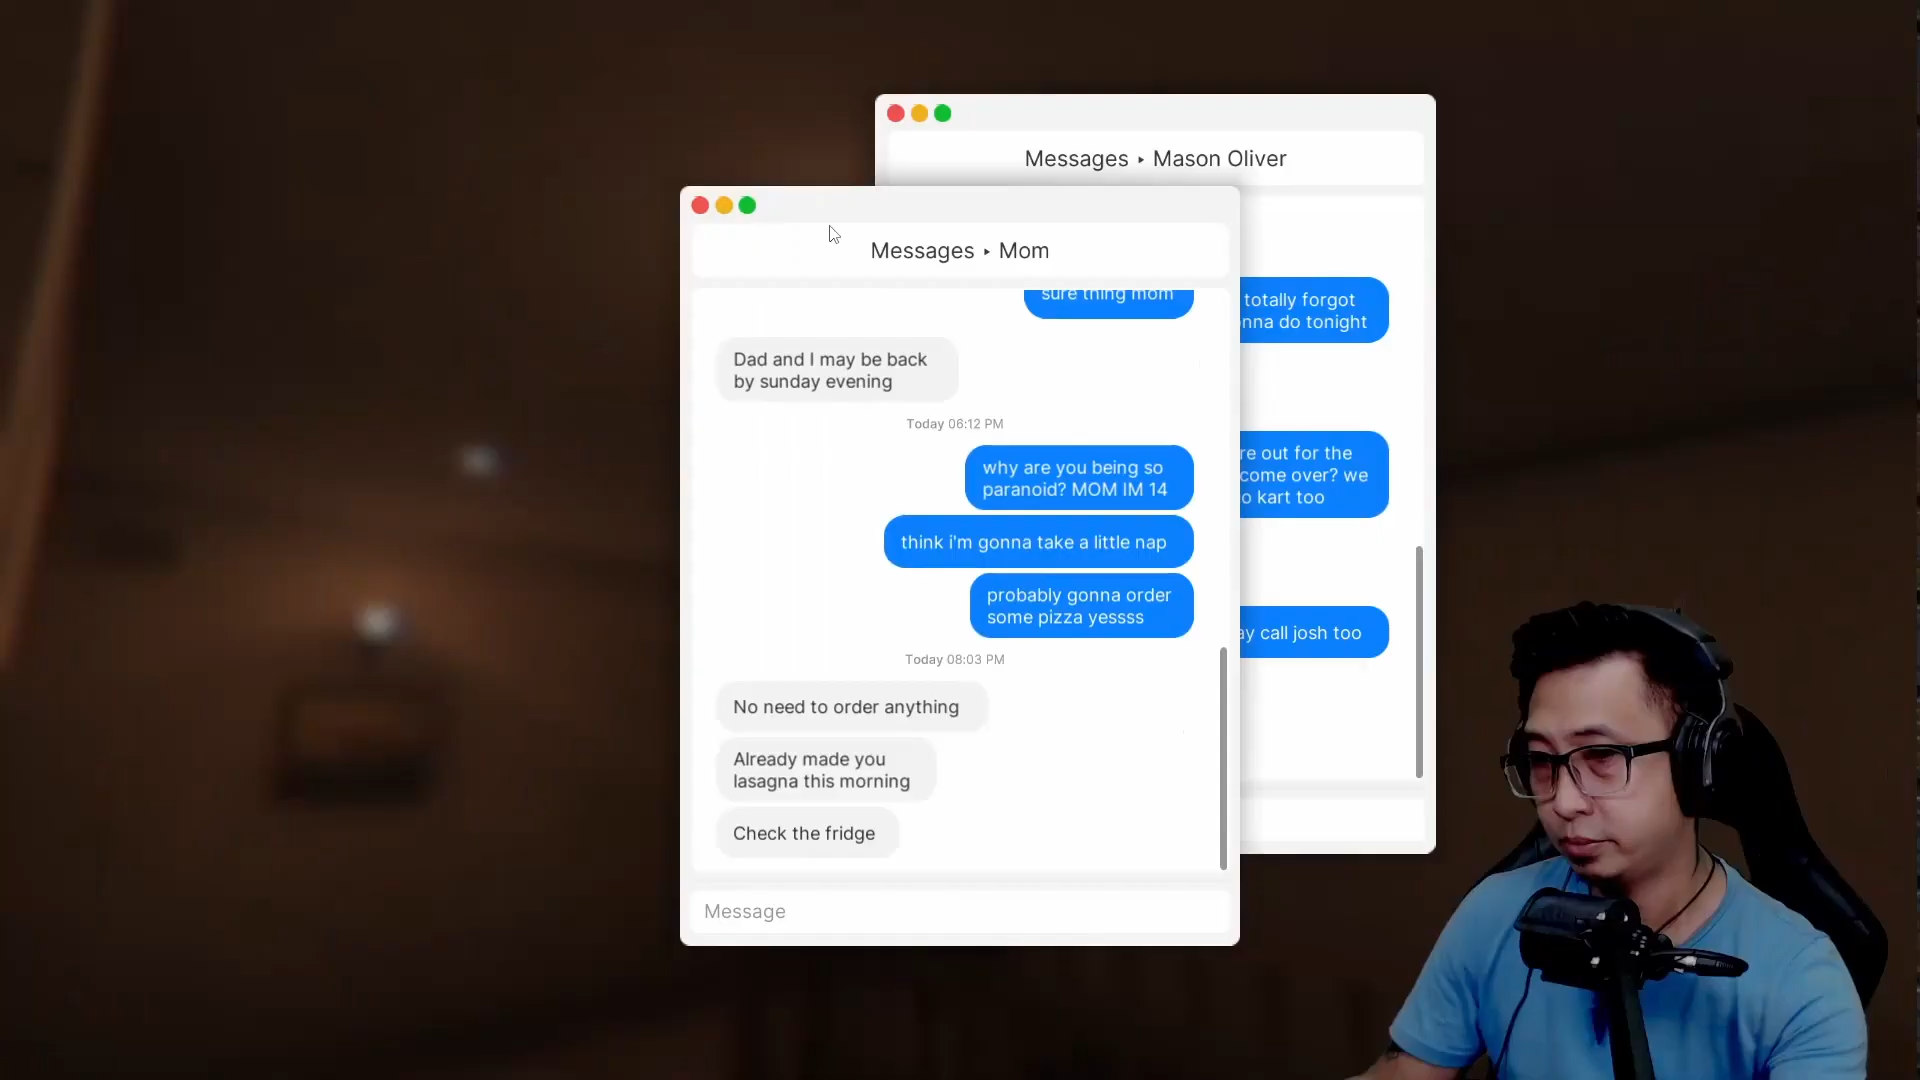 Messages ▸ Mason Oliver
Messages ▸ Mom
sure thing mom
Dad and I may be back
by sunday evening
Today 06:12 PM
why are you being so
paranoid? MOM IM 14
think i'm gonna take a little nap
probably gonna order
some pizza yessss
Today 08:03 PM
No need to order anything
Already made you
lasagna this morning
Check the fridge
Message
totally forgot
nna do tonight
re out for the
come over? we
o kart too
ay call josh too